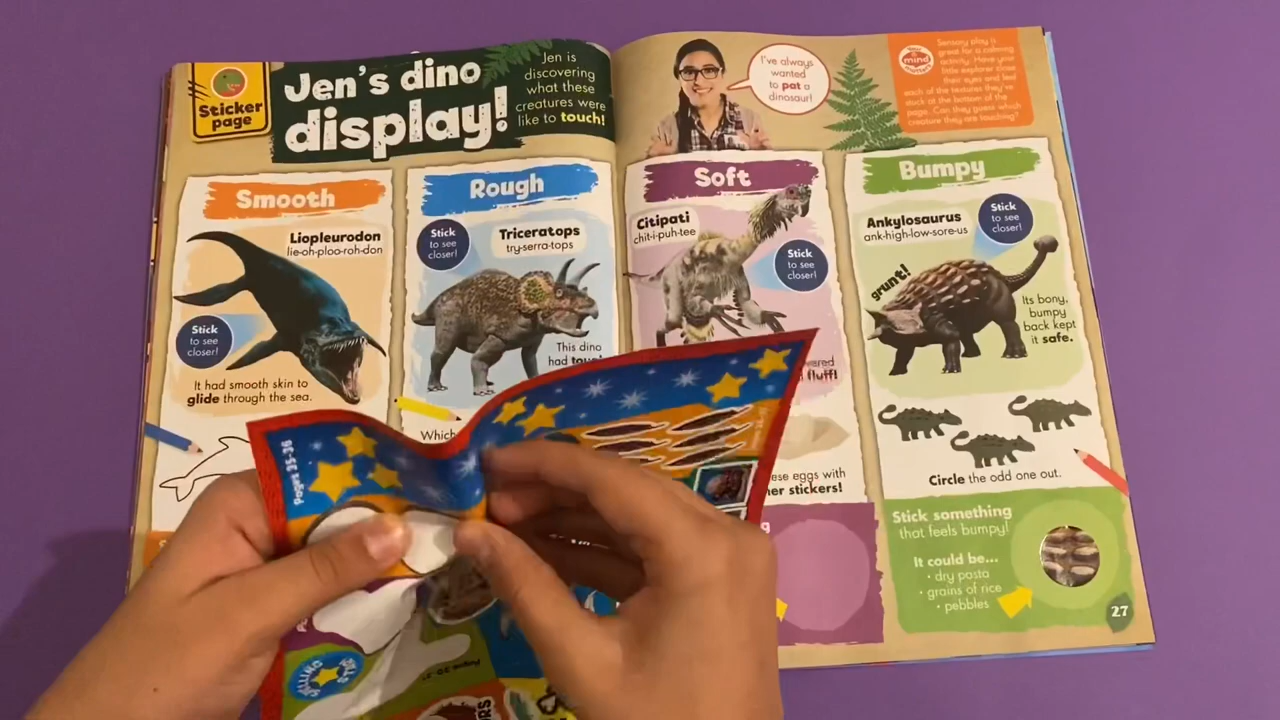 Sticker
page
Jen's dino
display!
Jen is
discovering
what these
creatures were
like to touch!
I've always
wanted
to pat a
dinosaur!
mind
Sensory play is
great for a calming
activity. Have your
little explorer close
their eyes and feel
each of the textures they've
stuck at the bottom of the
page. Can they guess which
creature they are touching?
Smooth
Liopleurodon
lie-oh-ploo-roh-don
Stick
to see
closer!
It had smooth skin to
glide through the sea.
Rough
Stick
to see
closer!
Triceratops
try-serra-tops
This dino
had
Which
Soft
Citipati
chit-i-puh-tee
Stick
to see
closer!
fluff!
eggs with
stickers!
Bumpy
Ankylosaurus
ank-high-low-sore-us
Stick
to see
closer!
grunt!
Its bony,
bumpy
back kept
it safe.
Circle the odd one out.
Stick something
that feels bumpy!
It could be...
• dry pasta
• grains of rice
• pebbles
27
Pages 35-36